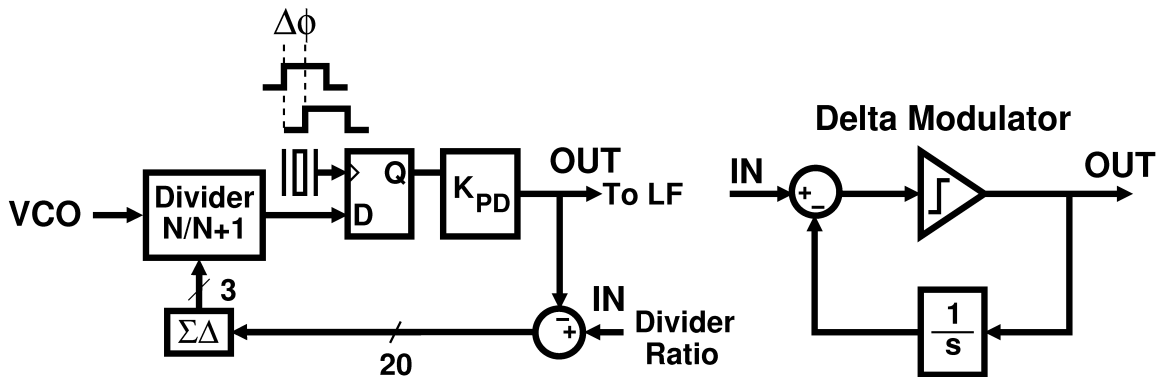 Δϕ
Delta Modulator
OUT
To LF
VCO
Divider
N/N+1
Q
D
K_PD
3
ΣΔ
20
IN
Divider
Ratio
− +
IN
+ −
OUT
1
s